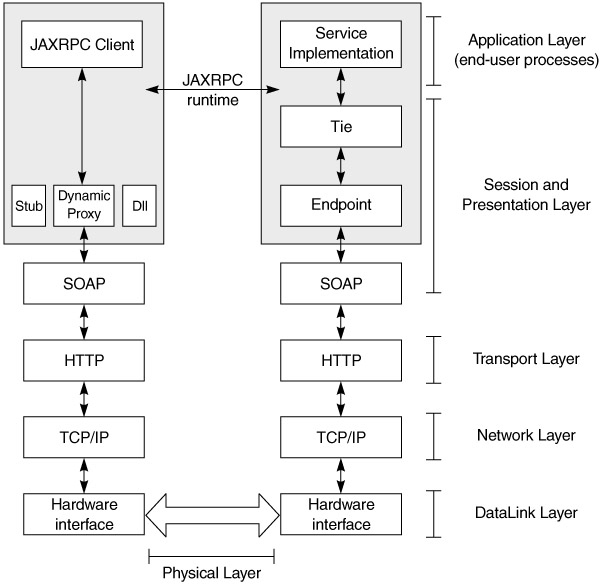 JAXRPC Client
Service
Implementation
Application Layer
(end-user processes)
JAXRPC
runtime
Tie
Stub
Dynamic
Proxy
Dll
Endpoint
Session and
Presentation Layer
SOAP
SOAP
HTTP
HTTP
Transport Layer
TCP/IP
TCP/IP
Network Layer
Hardware
interface
Hardware
interface
DataLink Layer
Physical Layer